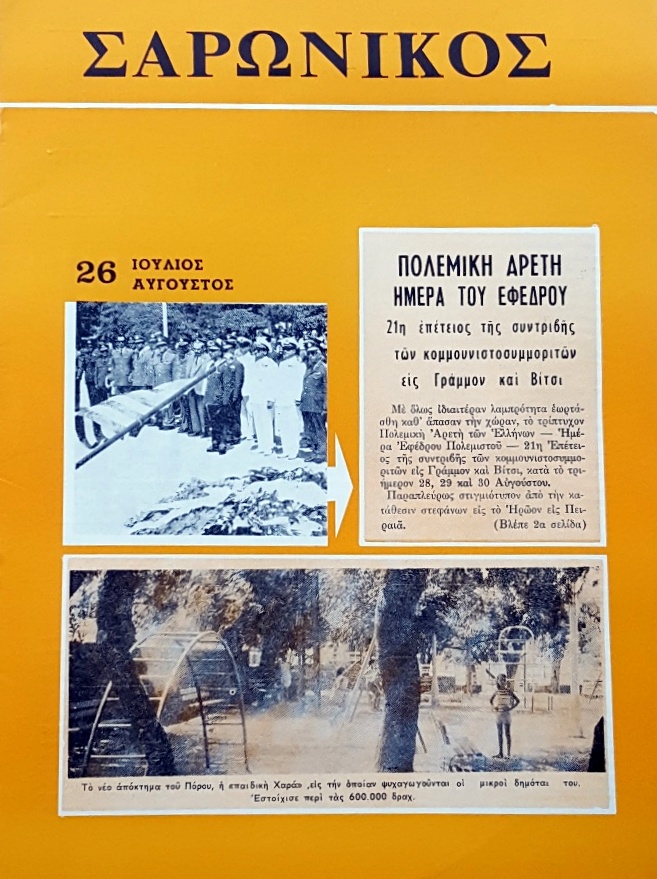 ΣΑΡΩΝΙΚΟΣ
26 ΙΟΥΛΙΟΣ
ΑΥΓΟΥΣΤΟΣ
ΠΟΛΕΜΙΚΗ ΑΡΕΤΗ
ΗΜΕΡΑ ΤΟΥ ΕΦΕΔΡΟΥ
21η ἐπέτειος τῆς συντριβῆς
τῶν κομμουνιστοσυμμοριτῶν
εἰς Γράμμον καὶ Βίτσι
Μὲ ὅλως ἰδιαιτέραν λαμπρότητα ἑωρτά-
σθη καθ' ἅπασαν τὴν χώραν, τὸ τρίπτυχον
Πολεμικὴ Ἀρετὴ τῶν Ἑλλήνων — Ἡμέ-
ρα Ἐφέδρου Πολεμιστοῦ — 21η Ἐπέτει-
ος τῆς συντριβῆς τῶν κομμουνιστοσυμμο-
ριτῶν εἰς Γράμμον καὶ Βίτσι, κατὰ τὸ τρι-
ήμερον 28, 29 καὶ 30 Αὐγούστου.
Παραπλεύρως στιγμιότυπον ἀπὸ τὴν κα-
τάθεσιν στεφάνων εἰς τὸ Ἡρῶον εἰς Πει-
ραιᾶ. (Βλέπε 2α σελίδα)
Τὸ νέο ἀπόκτημα τοῦ Πόρου, ἡ «παιδικὴ Χαρά» ,εἰς τὴν ὁποίαν ψυχαγωγοῦνται οἱ μικροὶ δημόται του.
Ἐστοίχισε περὶ τὰς 600.000 δραχ.